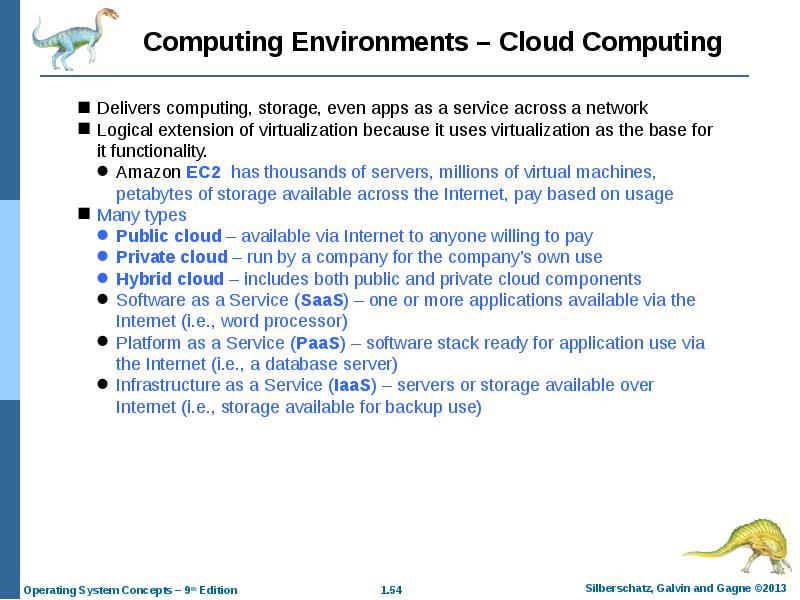 Computing Environments – Cloud Computing
■ Delivers computing, storage, even apps as a service across a network
■ Logical extension of virtualization because it uses virtualization as the base for
it functionality.
● Amazon EC2 has thousands of servers, millions of virtual machines,
petabytes of storage available across the Internet, pay based on usage
■ Many types
● Public cloud – available via Internet to anyone willing to pay
● Private cloud – run by a company for the company’s own use
● Hybrid cloud – includes both public and private cloud components
● Software as a Service (SaaS) – one or more applications available via the
Internet (i.e., word processor)
● Platform as a Service (PaaS) – software stack ready for application use via
the Internet (i.e., a database server)
● Infrastructure as a Service (IaaS) – servers or storage available over
Internet (i.e., storage available for backup use)
Operating System Concepts – 9th Edition 1.54 Silberschatz, Galvin and Gagne ©2013